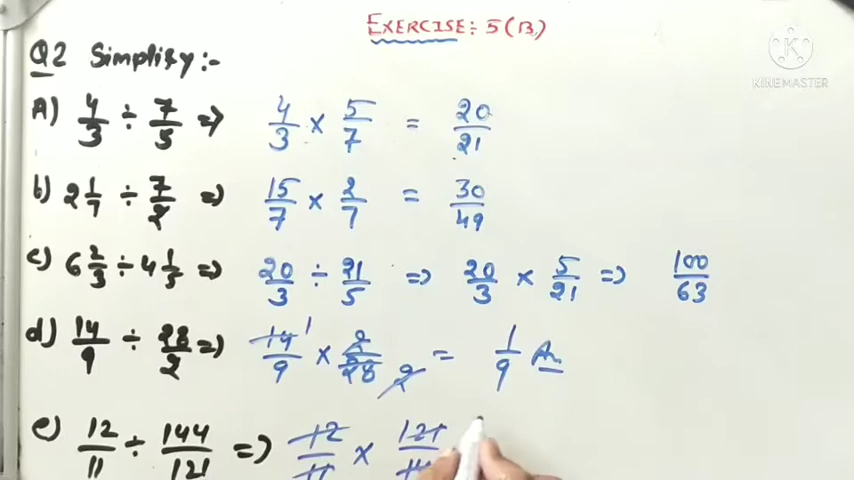 EXERCISE:- 5(B)
KINEMASTER
Q2 Simplify :-
A) 4/3 ÷ 7/5 => 4/3 × 5/7 = 20/21
b) 2 1/7 ÷ 7/2 => 15/7 × 2/7 = 30/49
c) 6 2/3 ÷ 4 1/5 => 20/3 ÷ 21/5 => 20/3 × 5/21 => 100/63
d) 14/9 ÷ 28/2 => 14/9 1 × 2/28 2 = 1/9 An.
e) 12/11 ÷ 144/121 => 12/11 × 121/